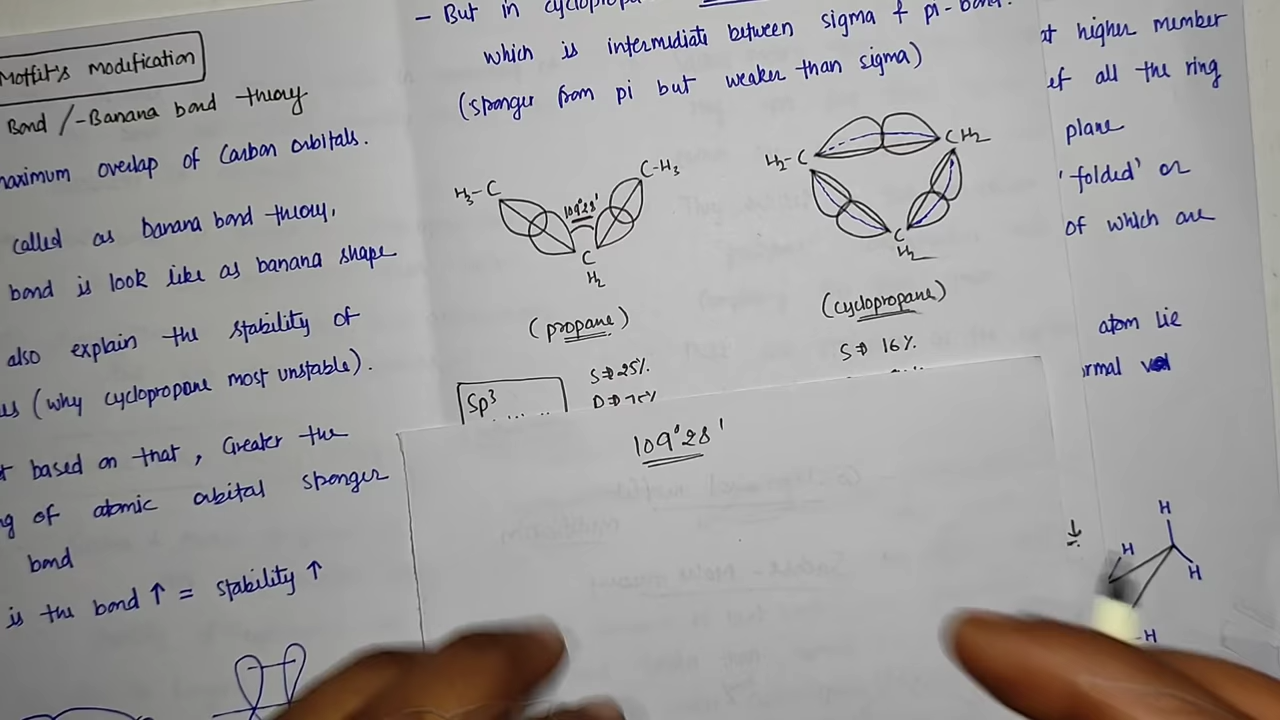 Moffit's modification
Bond /-Banana bond theory
maximum overlap of Carbon orbitals.
called as banana bond theory,
bond is look like as banana shape
also explain the stability of
(why cyclopropane most unstable).
based on that, Greater the
of atomic orbital stronger
bond
is the bond ↑ = stability ↑
- But in
which is intermidiate between sigma & pi-bond.
(stronger from pi but weaker than sigma)
H3-C
C-H3
109°28'
C
H2
(propane)
H2-C
CH2
C
H2
(cyclopropane)
Sp3
S⇒25%
S⇒ 16%
109°28'
at higher member
of all the ring
plane
'folded' or
of which are
atom lie
H
H
H
-H